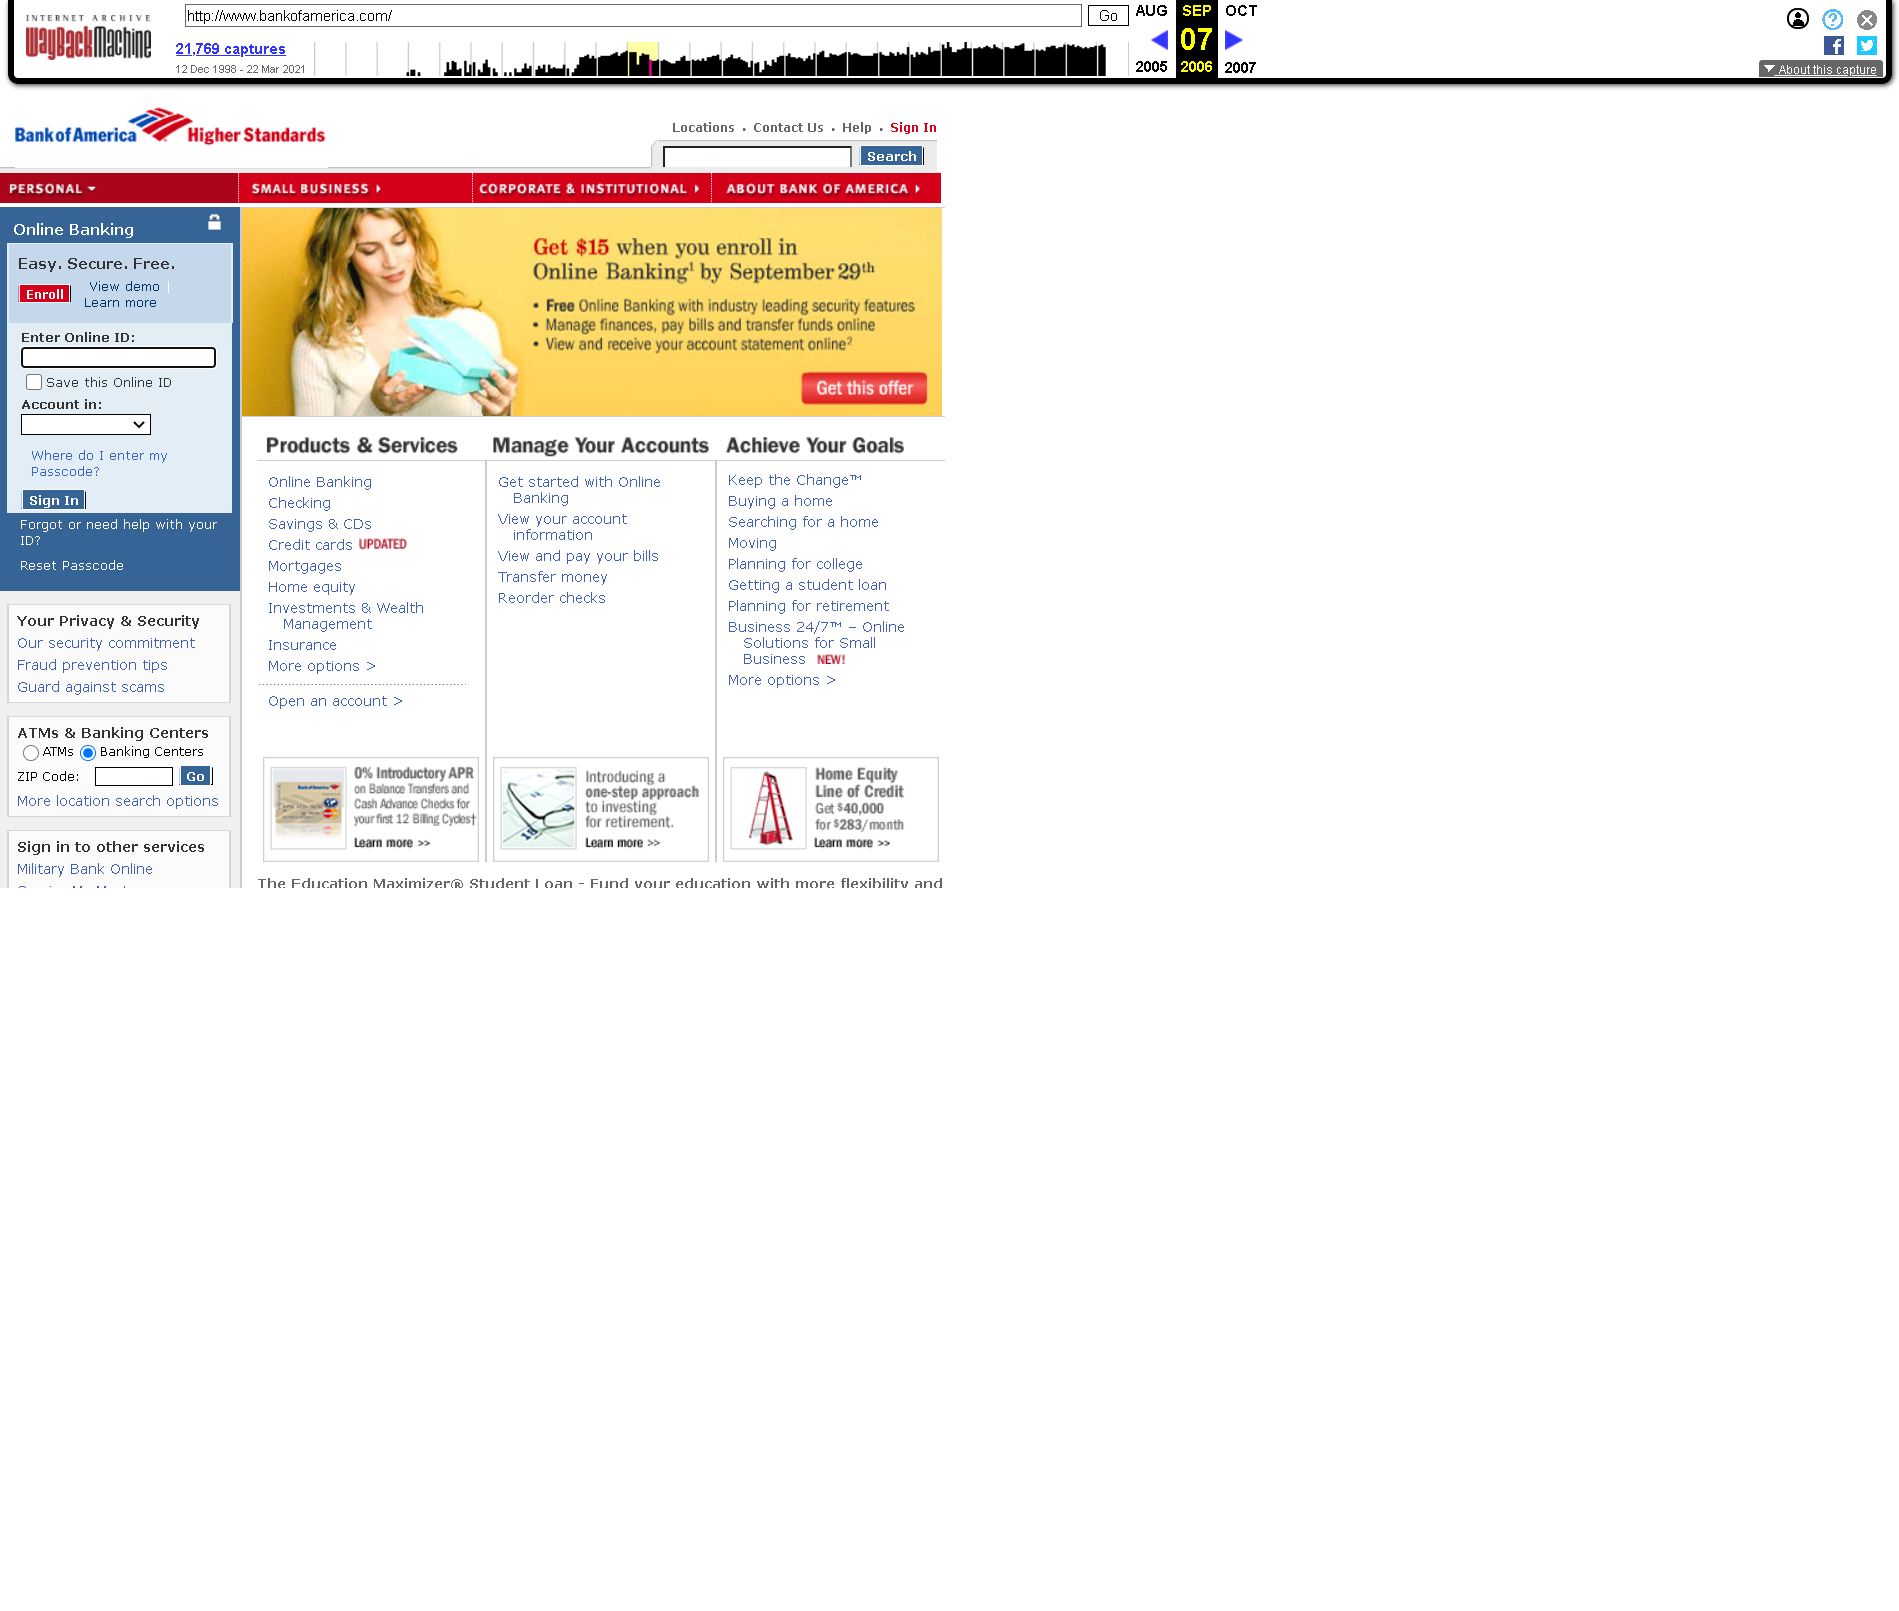 INTERNET ARCHIVE
WayBackMachine
http://www.bankofamerica.com/
Go
21,769 captures
12 Dec 1998 - 22 Mar 2021
AUG SEP OCT
07
2005 2006 2007
About this capture
Bank of America Higher Standards
Locations • Contact Us • Help • Sign In
Search
PERSONAL
SMALL BUSINESS
CORPORATE & INSTITUTIONAL
ABOUT BANK OF AMERICA
Online Banking
Easy. Secure. Free.
Enroll
View demo |
Learn more
Enter Online ID:
Save this Online ID
Account in:
Where do I enter my
Passcode?
Sign In
Forgot or need help with your
ID?
Reset Passcode
Get $15 when you enroll in
Online Banking¹ by September 29th
• Free Online Banking with industry leading security features
• Manage finances, pay bills and transfer funds online
• View and receive your account statement online²
Get this offer
Products & Services
Online Banking
Checking
Savings & CDs
Credit cards UPDATED
Mortgages
Home equity
Investments & Wealth
Management
Insurance
More options >
Open an account >
Manage Your Accounts
Get started with Online
Banking
View your account
information
View and pay your bills
Transfer money
Reorder checks
Achieve Your Goals
Keep the Change™
Buying a home
Searching for a home
Moving
Planning for college
Getting a student loan
Planning for retirement
Business 24/7™ – Online
Solutions for Small
Business NEW!
More options >
Your Privacy & Security
Our security commitment
Fraud prevention tips
Guard against scams
ATMs & Banking Centers
ATMs Banking Centers
ZIP Code:
Go
More location search options
Sign in to other services
Military Bank Online
0% Introductory APR
on Balance Transfers and
Cash Advance Checks for
your first 12 Billing Cycles†
Learn more >>
Introducing a
one-step approach
to investing
for retirement.
Learn more >>
Home Equity
Line of Credit
Get $40,000
for $283/month
Learn more >>
The Education Maximizer® Student Loan - Fund your education with more flexibility and